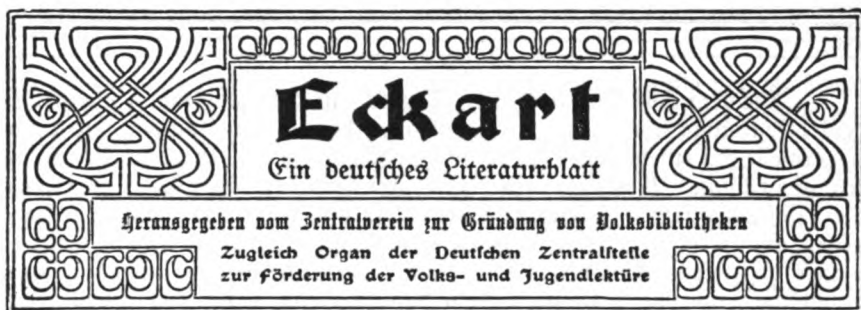 Eckart
Ein deutſches Literaturblatt
Herausgegeben vom Zentralverein zur Gründung von Volksbibliotheken
Zugleich Organ der Deutſchen Zentralſtelle
zur Förderung der Volks- und Jugendlektüre